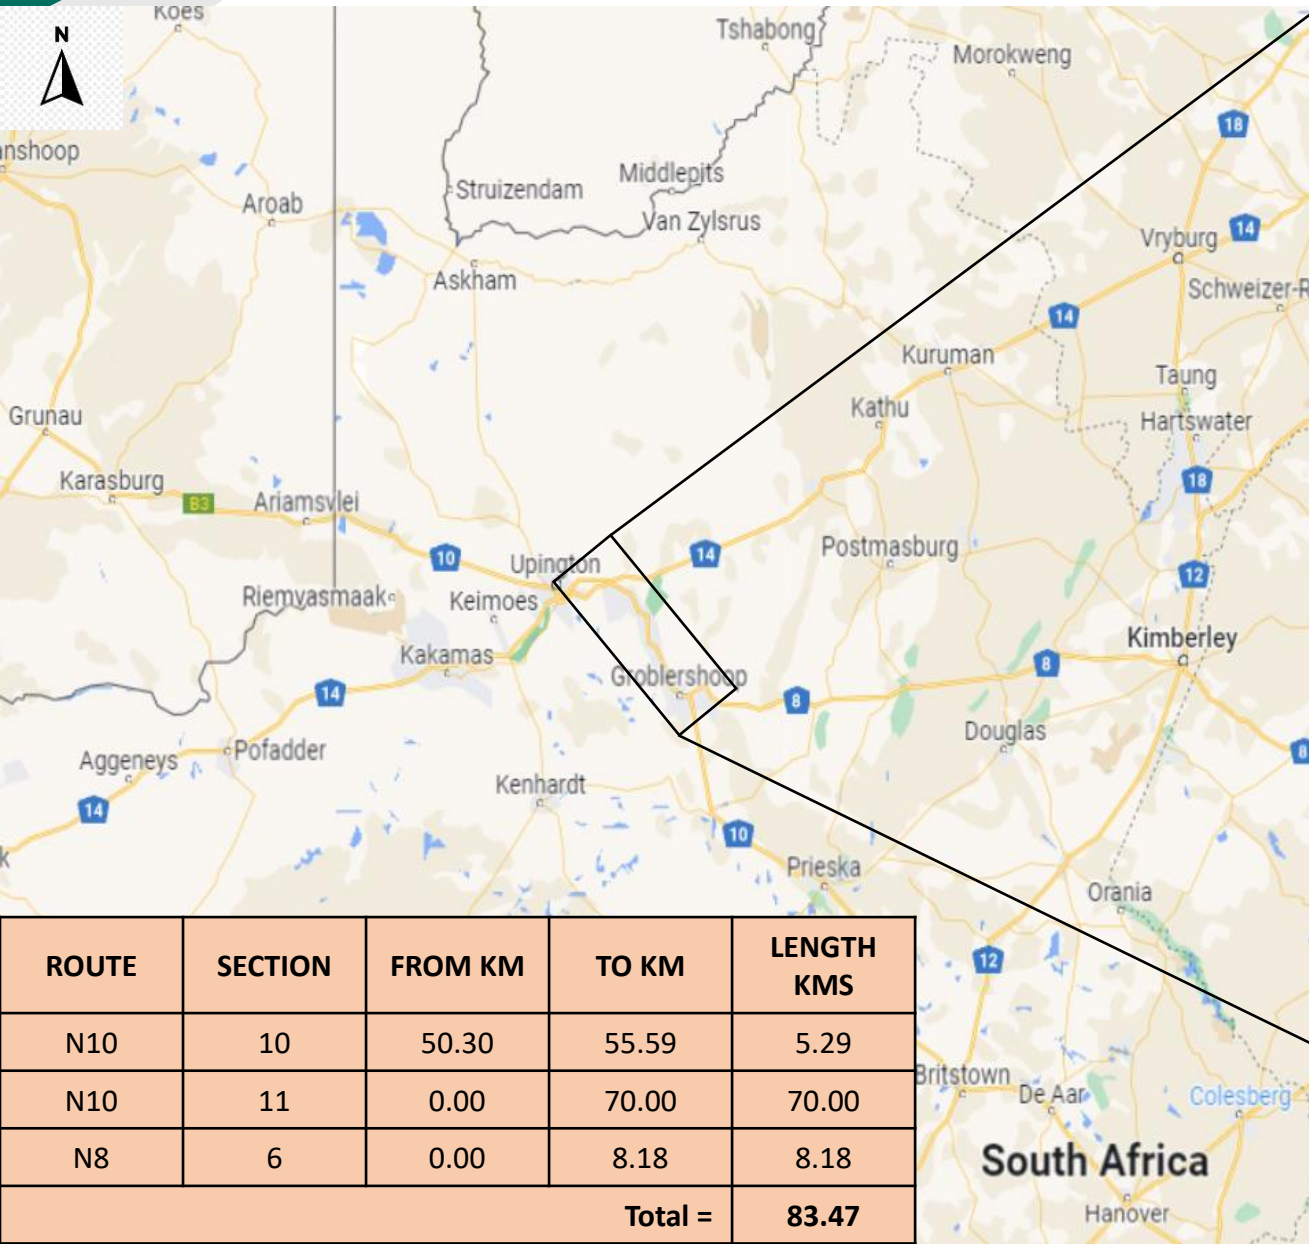 Koes
N
Tshabong
Morokweng
18
anshoop
Middlepits
Struizendam
Aroab
Van Zylsrus
14
Vryburg
Askham
Schweizer-R
14
Kuruman
Taung
Kathu
Grunau
Hartswater
Karasburg
18
B3
Ariamsvlei
Postmasburg
14
10
Upington
12
Riemvasmaak
Keimoes
Kimberley
Kakamas
8
Groblershoop
14
8
Douglas
Pofadder
8
Aggeneys
Kenhardt
14
10
k
Prieska
Orania
12
Britstown
De Aar
Colesberg
South Africa
Hanover
ROUTE SECTION FROM KM TO KM LENGTH
KMS
N10 10 50.30 55.59 5.29
N10 11 0.00 70.00 70.00
N8 6 0.00 8.18 8.18
Total = 83.47